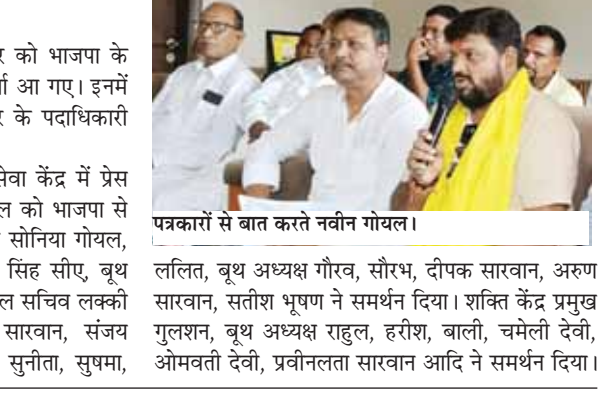 र को भाजपा के
र्मा आ गए। इनमें
र के पदाधिकारी
सेवा केंद्र में प्रेस
ल को भाजपा से
सोनिया गोयल,
सिंह सीए, बूथ
ल सचिव लक्की
सारवान, संजय
सुनीता, सुषमा,
पत्रकारों से बात करते नवीन गोयल।
ललित, बूथ अध्यक्ष गौरव, सौरभ, दीपक सारवान, अरुण
सारवान, सतीश भूषण ने समर्थन दिया। शक्ति केंद्र प्रमुख
गुलशन, बूथ अध्यक्ष राहुल, हरीश, बाली, चमेली देवी,
ओमवती देवी, प्रवीनलता सारवान आदि ने समर्थन दिया।